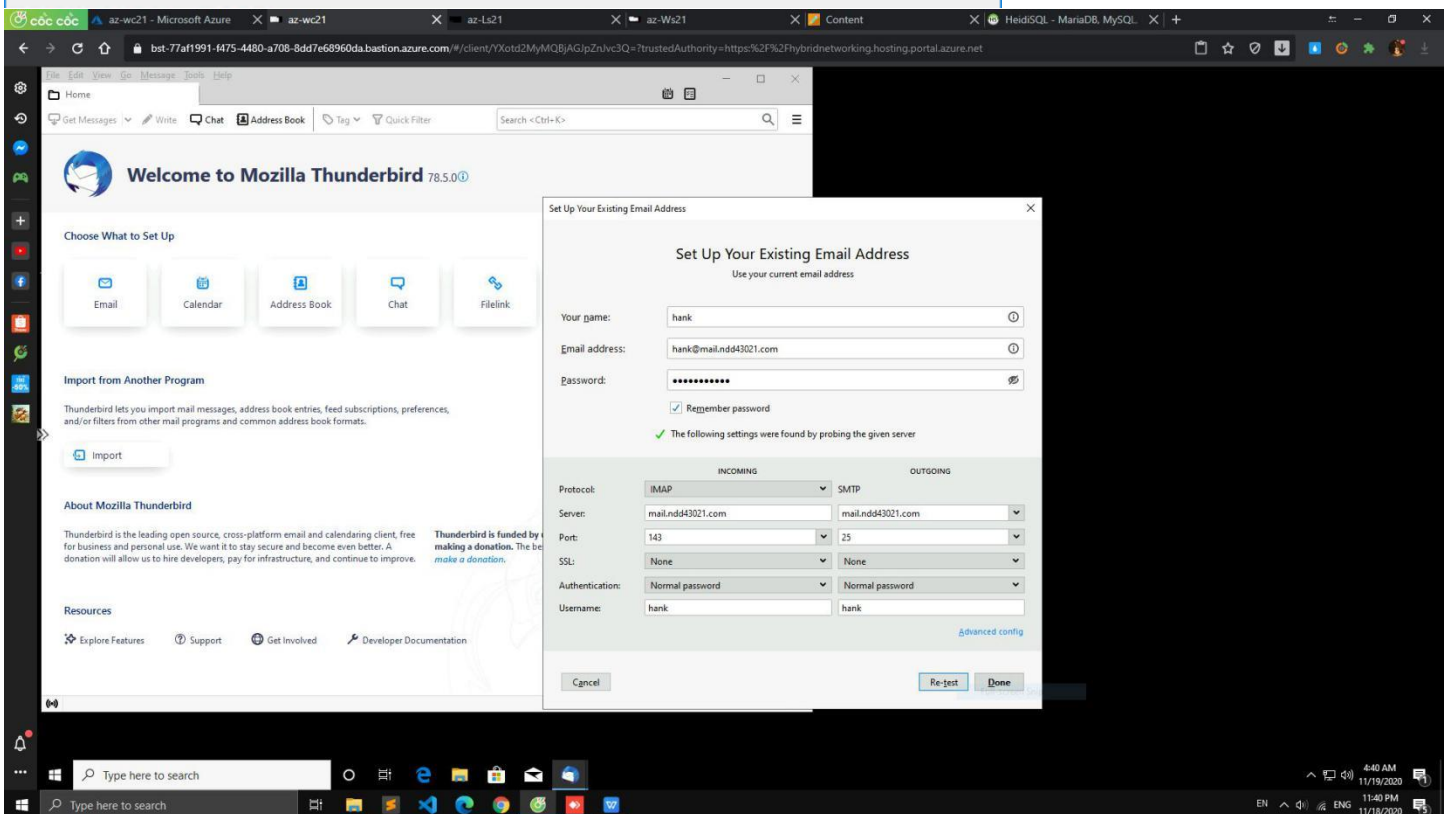 cốc cốc
az-wc21 - Microsoft Azure
az-wc21
az-Ls21
az-Ws21
Content
HeidiSQL - MariaDB, MySQL
bst-77af1991-f475-4480-a708-8dd7e68960da.bastion.azure.com/#/client/YXotd2MyMQBjAGJpZnJvc3Q=?trustedAuthority=https:%2F%2Fhybridnetworking.hosting.portal.azure.net
File Edit View Go Message Tools Help
Home
Get Messages Write Chat Address Book Tag Quick Filter Search <Ctrl+K>
Welcome to Mozilla Thunderbird 78.5.0
Choose What to Set Up
Email Calendar Address Book Chat Filelink
Import from Another Program
Thunderbird lets you import mail messages, address book entries, feed subscriptions, preferences,
and/or filters from other mail programs and common address book formats.
Import
About Mozilla Thunderbird
Thunderbird is the leading open source, cross-platform email and calendaring client, free
for business and personal use. We want it to stay secure and become even better. A
donation will allow us to hire developers, pay for infrastructure, and continue to improve.
Thunderbird is funded by
making a donation. The be
make a donation.
Resources
Explore Features Support Get Involved Developer Documentation
Set Up Your Existing Email Address
Set Up Your Existing Email Address
Use your current email address
Your name: hank
Email address: hank@mail.ndd43021.com
Password: •••••••••••
Remember password
The following settings were found by probing the given server
INCOMING OUTGOING
Protocol: IMAP SMTP
Server: mail.ndd43021.com mail.ndd43021.com
Port: 143 25
SSL: None None
Authentication: Normal password Normal password
Username: hank hank
Advanced config
Cancel Re-test Done
Type here to search
4:40 AM
11/19/2020
Type here to search
EN ENG
11:40 PM
11/18/2020